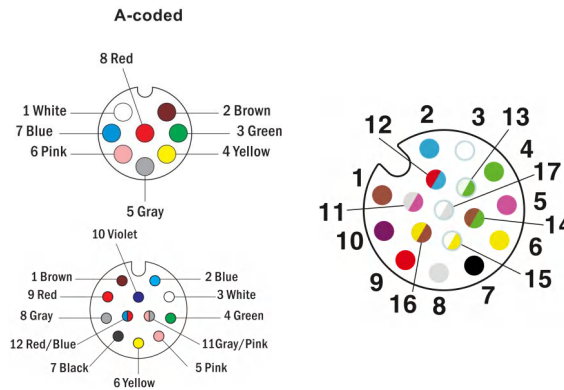 A-coded
8 Red
1 White
2 Brown
7 Blue
3 Green
6 Pink
4 Yellow
5 Gray
10 Violet
1 Brown
2 Blue
9 Red
3 White
8 Gray
4 Green
12 Red/Blue
11Gray/Pink
7 Black
5 Pink
6 Yellow
2
3
13
12
4
17
1
5
11
14
10
6
15
9
16
7
8